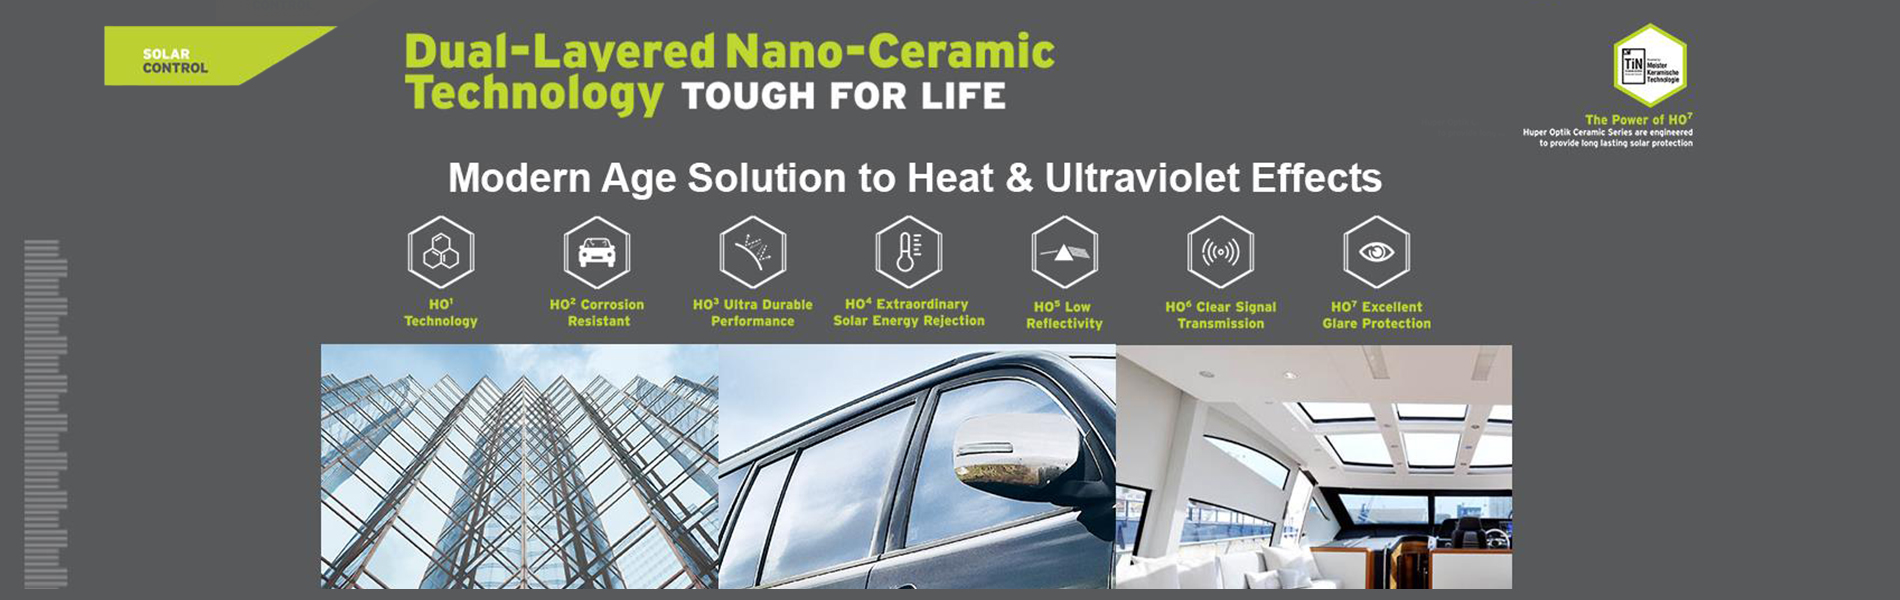 SOLAR
CONTROL
Dual-Layered Nano-Ceramic
Technology TOUGH FOR LIFE
TiN
Meister
Keramische
Technologie
The Power of HO⁷
Huper Optik Ceramic Series are engineered
to provide long lasting solar protection
Modern Age Solution to Heat & Ultraviolet Effects
HO¹
Technology
HO² Corrosion
Resistant
HO³ Ultra Durable
Performance
HO⁴ Extraordinary
Solar Energy Rejection
HO⁵ Low
Reflectivity
HO⁶ Clear Signal
Transmission
HO⁷ Excellent
Glare Protection